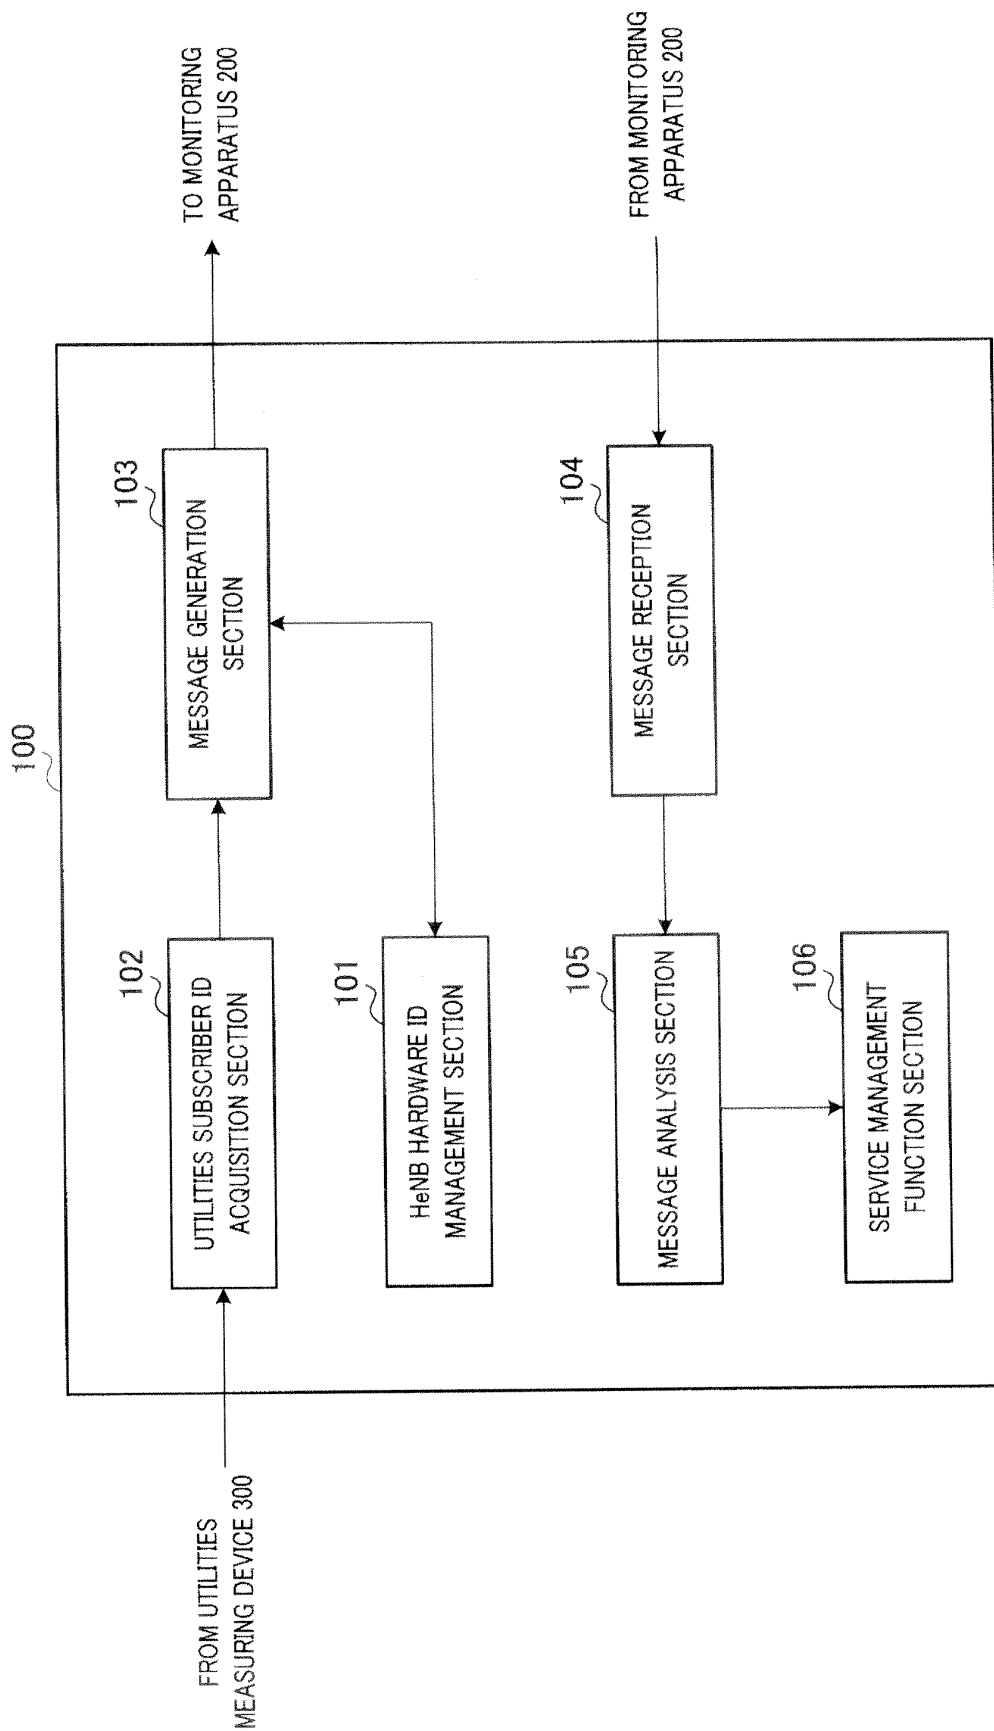 100
FROM UTILITIES
MEASURING DEVICE 300
102
UTILITIES SUBSCRIBER ID
ACQUISITION SECTION
103
MESSAGE GENERATION
SECTION
TO MONITORING
APPARATUS 200
101
HeNB HARDWARE ID
MANAGEMENT SECTION
105
MESSAGE ANALYSIS SECTION
104
MESSAGE RECEPTION
SECTION
FROM MONITORING
APPARATUS 200
106
SERVICE MANAGEMENT
FUNCTION SECTION